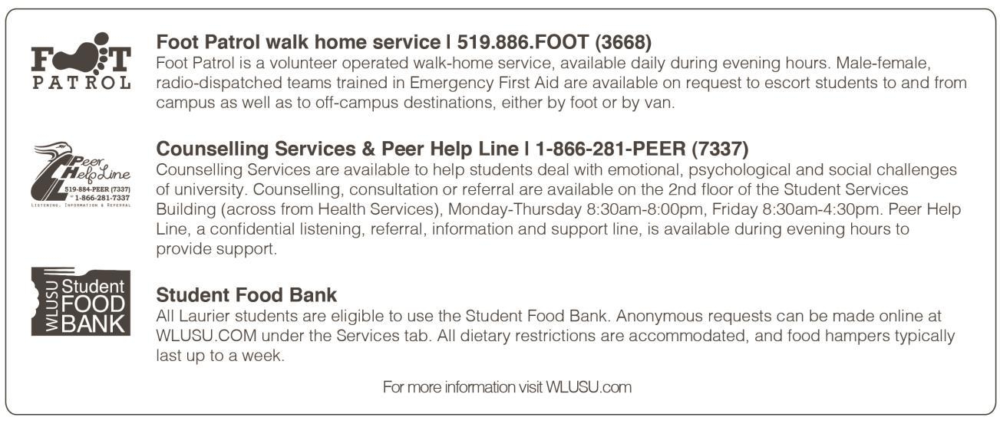 FOOT
PATROL
Foot Patrol walk home service | 519.886.FOOT (3668)
Foot Patrol is a volunteer operated walk-home service, available daily during evening hours. Male-female,
radio-dispatched teams trained in Emergency First Aid are available on request to escort students to and from
campus as well as to off-campus destinations, either by foot or by van.
Peer
Help Line
519-884-PEER (7337)
or 1-866-281-7337
LISTENING, INFORMATION & REFERRAL
Counselling Services & Peer Help Line | 1-866-281-PEER (7337)
Counselling Services are available to help students deal with emotional, psychological and social challenges
of university. Counselling, consultation or referral are available on the 2nd floor of the Student Services
Building (across from Health Services), Monday-Thursday 8:30am-8:00pm, Friday 8:30am-4:30pm. Peer Help
Line, a confidential listening, referral, information and support line, is available during evening hours to
provide support.
WLUSU
Student
FOOD
BANK
Student Food Bank
All Laurier students are eligible to use the Student Food Bank. Anonymous requests can be made online at
WLUSU.COM under the Services tab. All dietary restrictions are accommodated, and food hampers typically
last up to a week.
For more information visit WLUSU.com